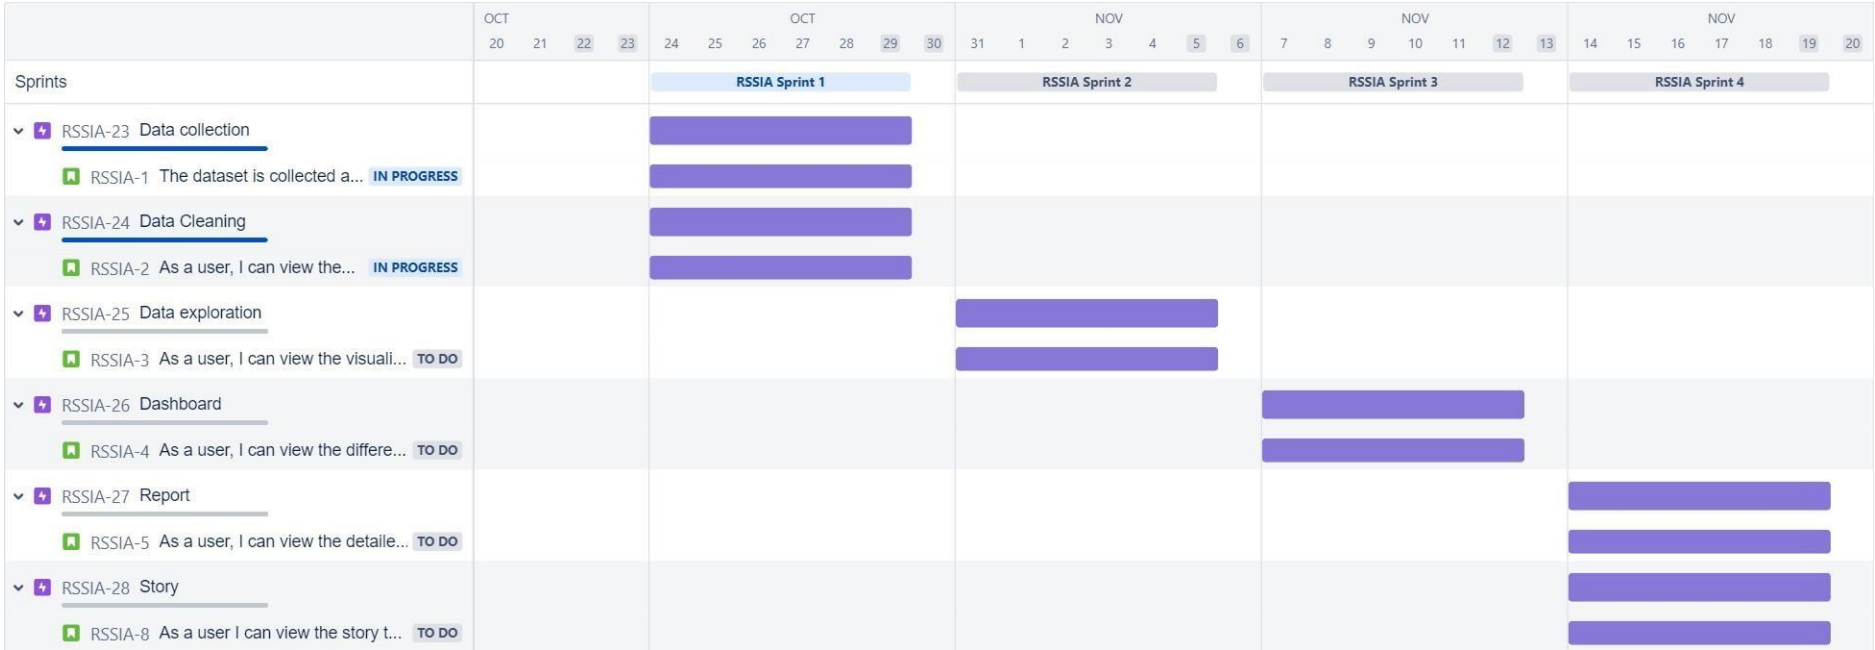 OCT OCT NOV NOV NOV
20 21 22 23 24 25 26 27 28 29 30 31 1 2 3 4 5 6 7 8 9 10 11 12 13 14 15 16 17 18 19 20
Sprints RSSIA Sprint 1 RSSIA Sprint 2 RSSIA Sprint 3 RSSIA Sprint 4
RSSIA-23 Data collection
RSSIA-1 The dataset is collected a... IN PROGRESS
RSSIA-24 Data Cleaning
RSSIA-2 As a user, I can view the... IN PROGRESS
RSSIA-25 Data exploration
RSSIA-3 As a user, I can view the visuali... TO DO
RSSIA-26 Dashboard
RSSIA-4 As a user, I can view the differe... TO DO
RSSIA-27 Report
RSSIA-5 As a user, I can view the detaile... TO DO
RSSIA-28 Story
RSSIA-8 As a user I can view the story t... TO DO